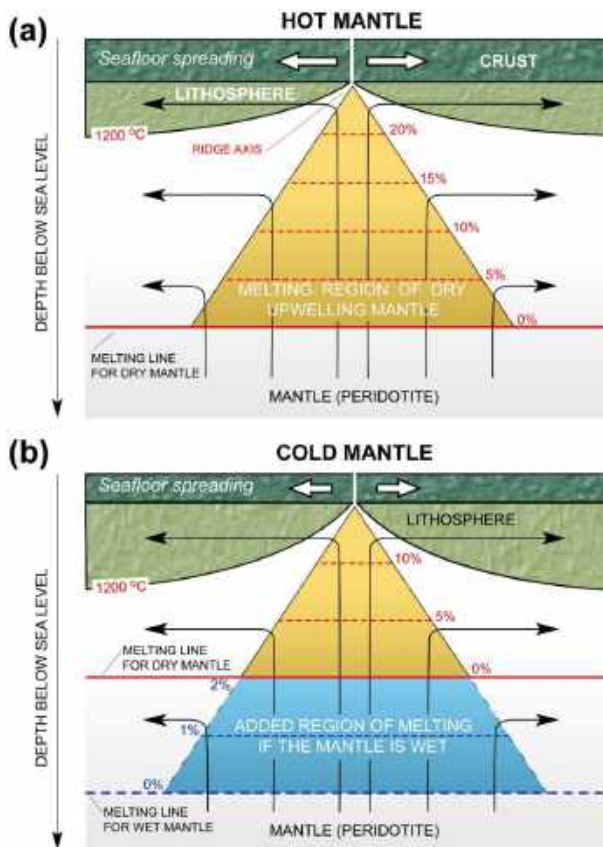 (a)
HOT MANTLE
Seafloor spreading
CRUST
LITHOSPHERE
1200 ºC
RIDGE AXIS
20%
15%
10%
5%
MELTING REGION OF DRY
UPWELLING MANTLE
0%
MELTING LINE
FOR DRY MANTLE
MANTLE (PERIDOTITE)
DEPTH BELOW SEA LEVEL
(b)
COLD MANTLE
Seafloor spreading
LITHOSPHERE
10%
1200 ºC
5%
MELTING LINE
FOR DRY MANTLE
0%
2%
ADDED REGION OF MELTING
IF THE MANTLE IS WET
1%
0%
MELTING LINE
FOR WET MANTLE
MANTLE (PERIDOTITE)
DEPTH BELOW SEA LEVEL